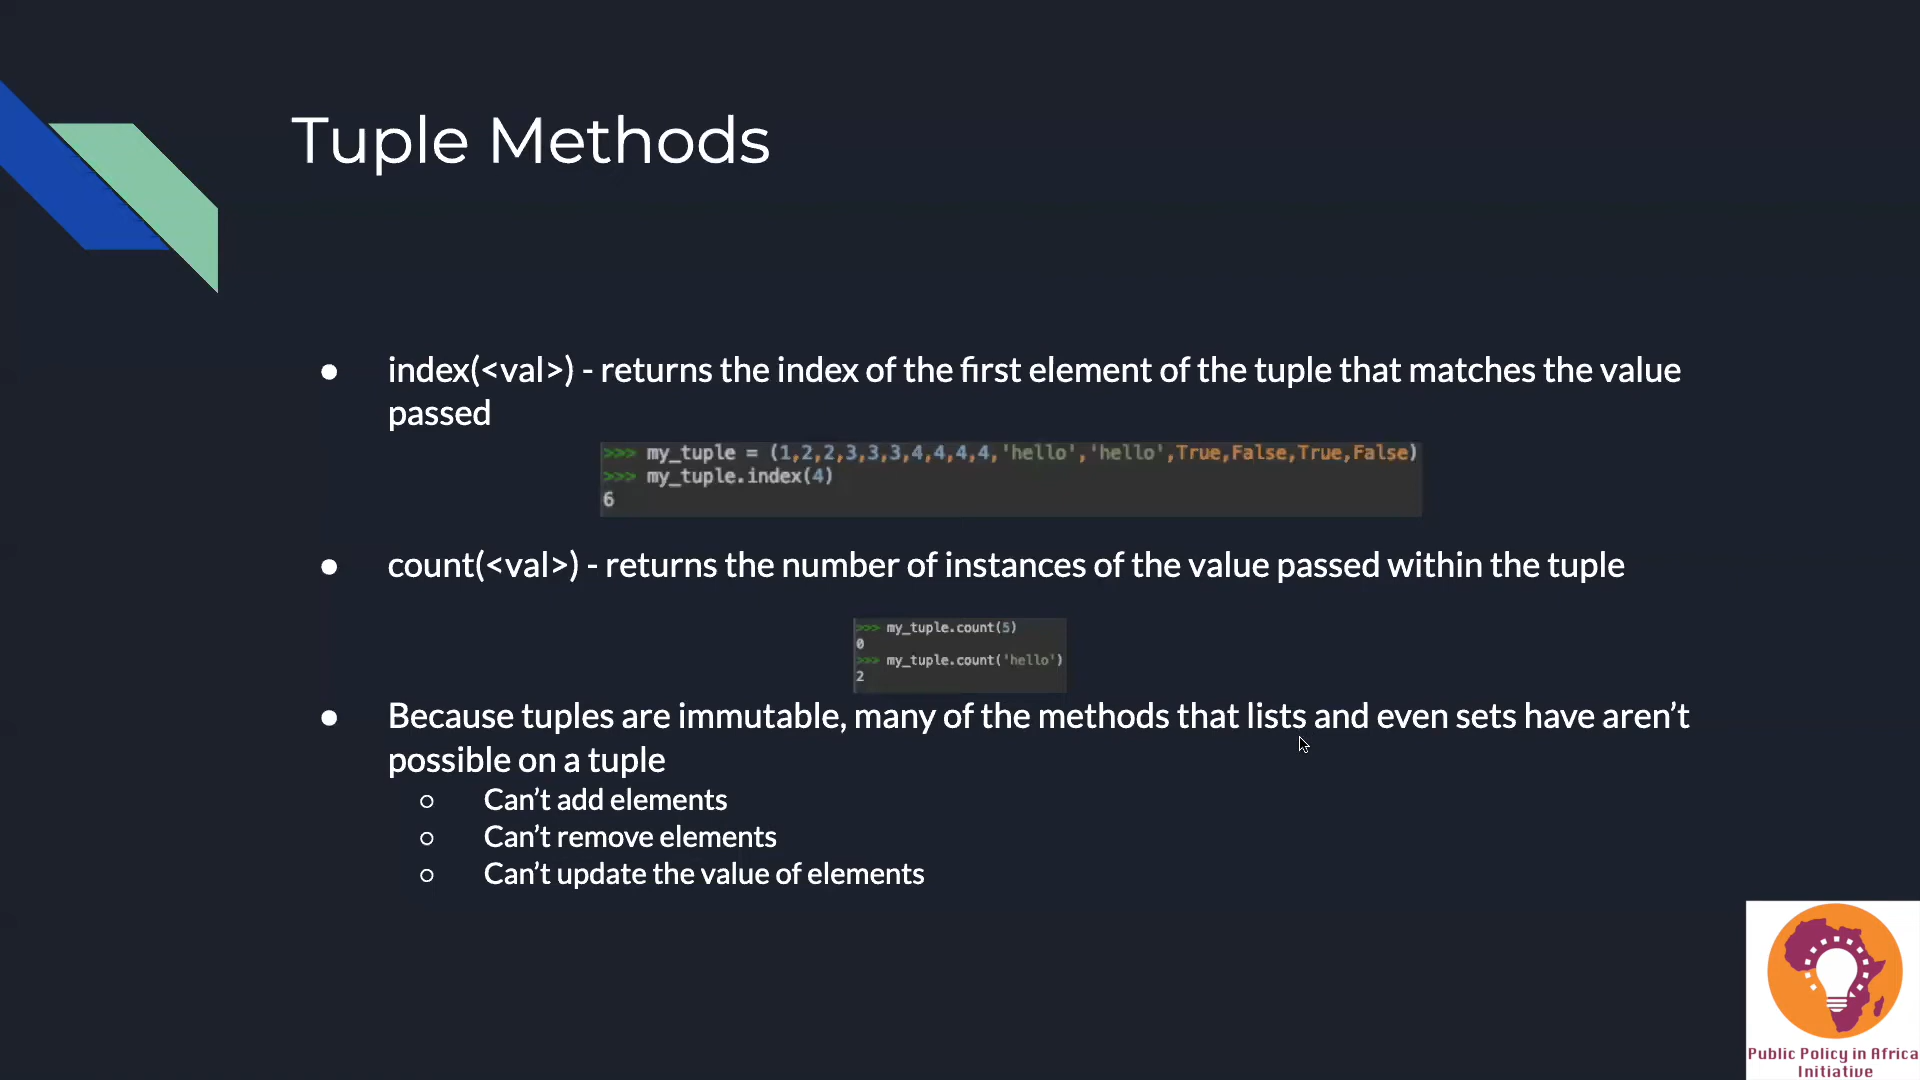 Tuple Methods
● index(<val>) - returns the index of the first element of the tuple that matches the value
passed
>>> my_tuple = (1,2,2,3,3,3,4,4,4,4,'hello','hello',True,False,True,False)
>>> my_tuple.index(4)
6
● count(<val>) - returns the number of instances of the value passed within the tuple
>>> my_tuple.count(5)
0
>>> my_tuple.count('hello')
2
● Because tuples are immutable, many of the methods that lists and even sets have aren’t
possible on a tuple
○ Can’t add elements
○ Can’t remove elements
○ Can’t update the value of elements
Public Policy in Africa
Initiative